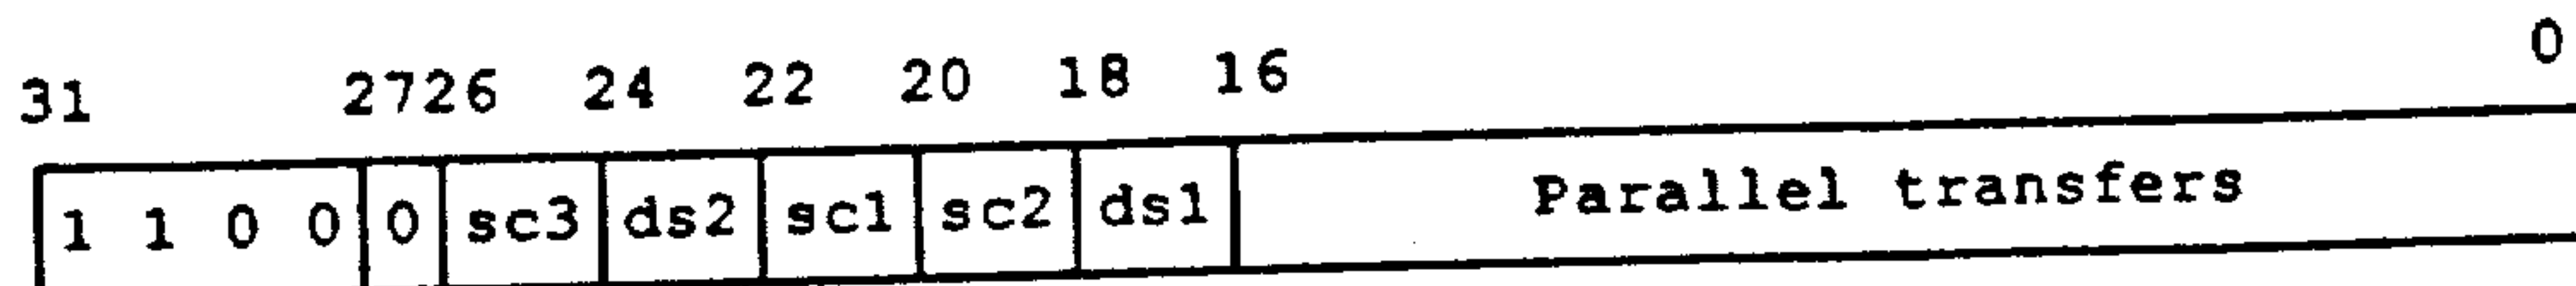 31 2726 24 22 20 18 16 0
1 1 0 0 0 sc3 ds2 sc1 sc2 ds1 Parallel transfers